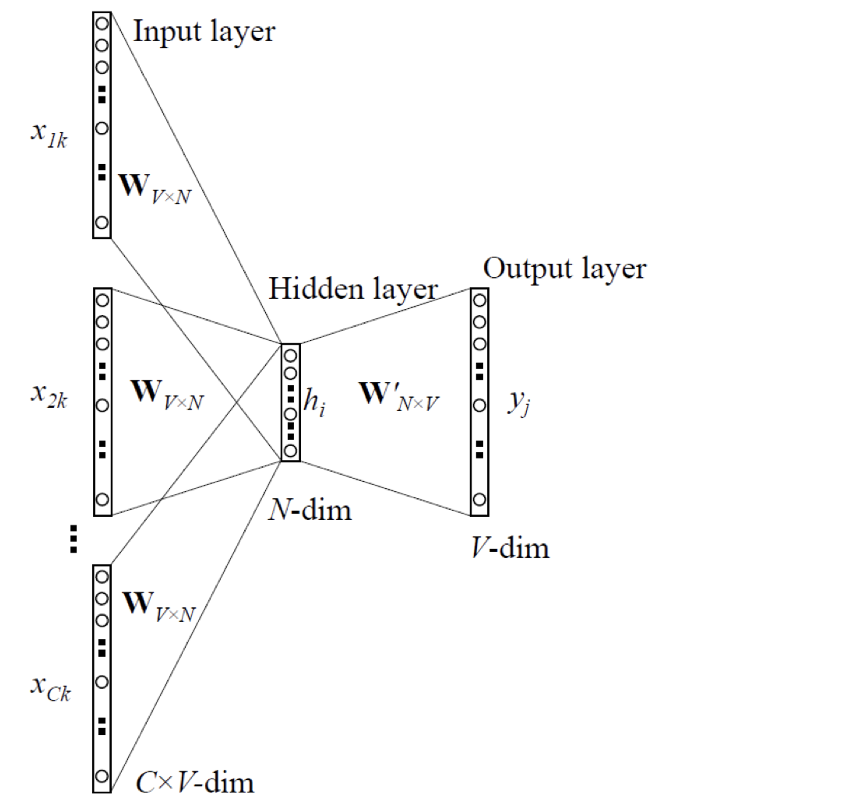 Input layer
x1k
WV×N
Output layer
Hidden layer
x2k
WV×N
hi
W′N×V
yj
N-dim
V-dim
WV×N
xCk
C×V-dim